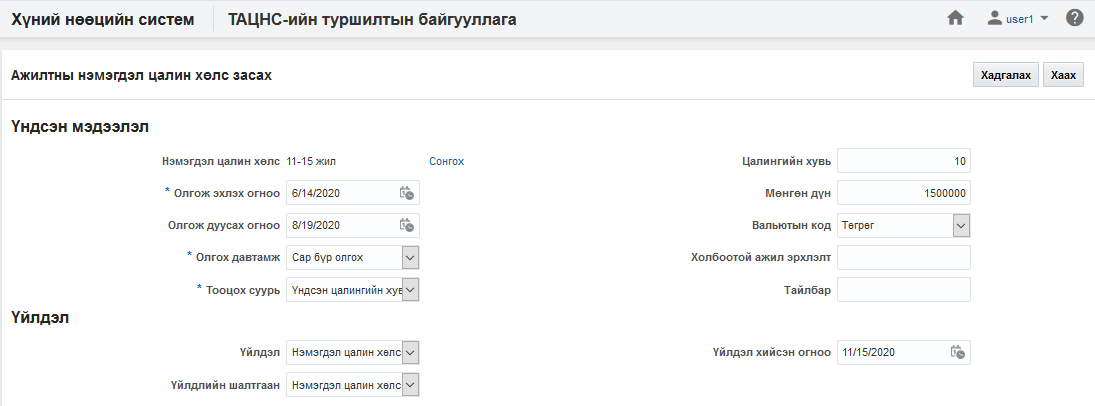 Хүний нөөцийн систем ТАЦНС-ийн туршилтын байгууллага user1
Ажилтны нэмэгдэл цалин хөлс засах Хадгалах Хаах
Үндсэн мэдээлэл
Нэмэгдэл цалин хөлс 11-15 жил Сонгох Цалингийн хувь 10
* Олгож эхлэх огноо 6/14/2020 Мөнгөн дүн 1500000
Олгож дуусах огноо 8/19/2020 Вальютын код Төгрөг
* Олгох давтамж Сар бүр олгох Холбоотой ажил эрхлэлт
* Тооцох суурь Үндсэн цалингийн хув Тайлбар
Үйлдэл
Үйлдэл Нэмэгдэл цалин хөлс Үйлдэл хийсэн огноо 11/15/2020
Үйлдлийн шалтгаан Нэмэгдэл цалин хөлс